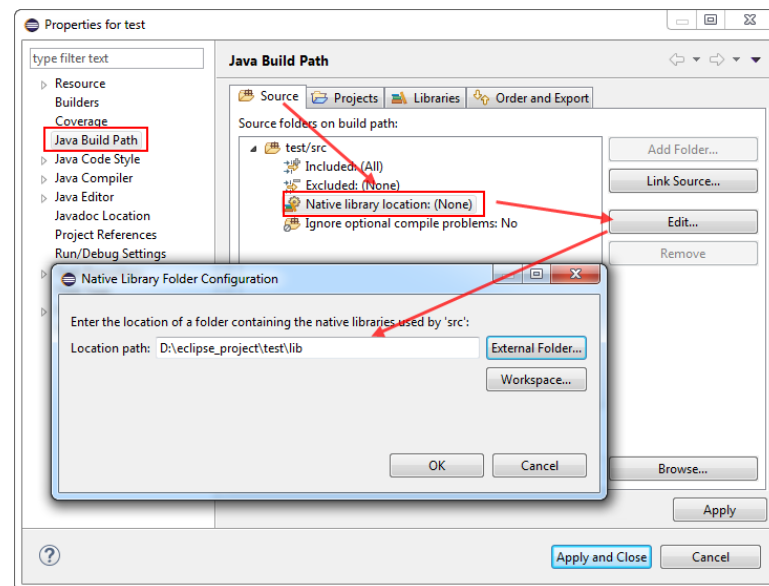 Properties for test
type filter text
Resource
Builders
Coverage
Java Build Path
Java Code Style
Java Compiler
Java Editor
Javadoc Location
Project References
Run/Debug Settings
Java Build Path
Source
Projects
Libraries
Order and Export
Source folders on build path:
test/src
Included: (All)
Excluded: (None)
Native library location: (None)
Ignore optional compile problems: No
Add Folder...
Link Source...
Edit...
Remove
Native Library Folder Configuration
Enter the location of a folder containing the native libraries used by 'src':
Location path: D:\eclipse_project\test\lib
External Folder...
Workspace...
OK
Cancel
Browse...
Apply
Apply and Close
Cancel